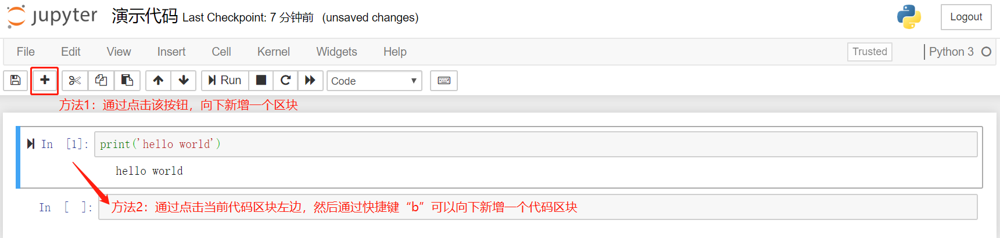 jupyter 演示代码 Last Checkpoint: 7 分钟前 (unsaved changes) Logout
File Edit View Insert Cell Kernel Widgets Help Trusted Python 3
Run Code
方法1：通过点击该按钮，向下新增一个区块
In [1]: print('hello world')
hello world
In [ ]: 方法2：通过点击当前代码区块左边，然后通过快捷键“b”可以向下新增一个代码区块